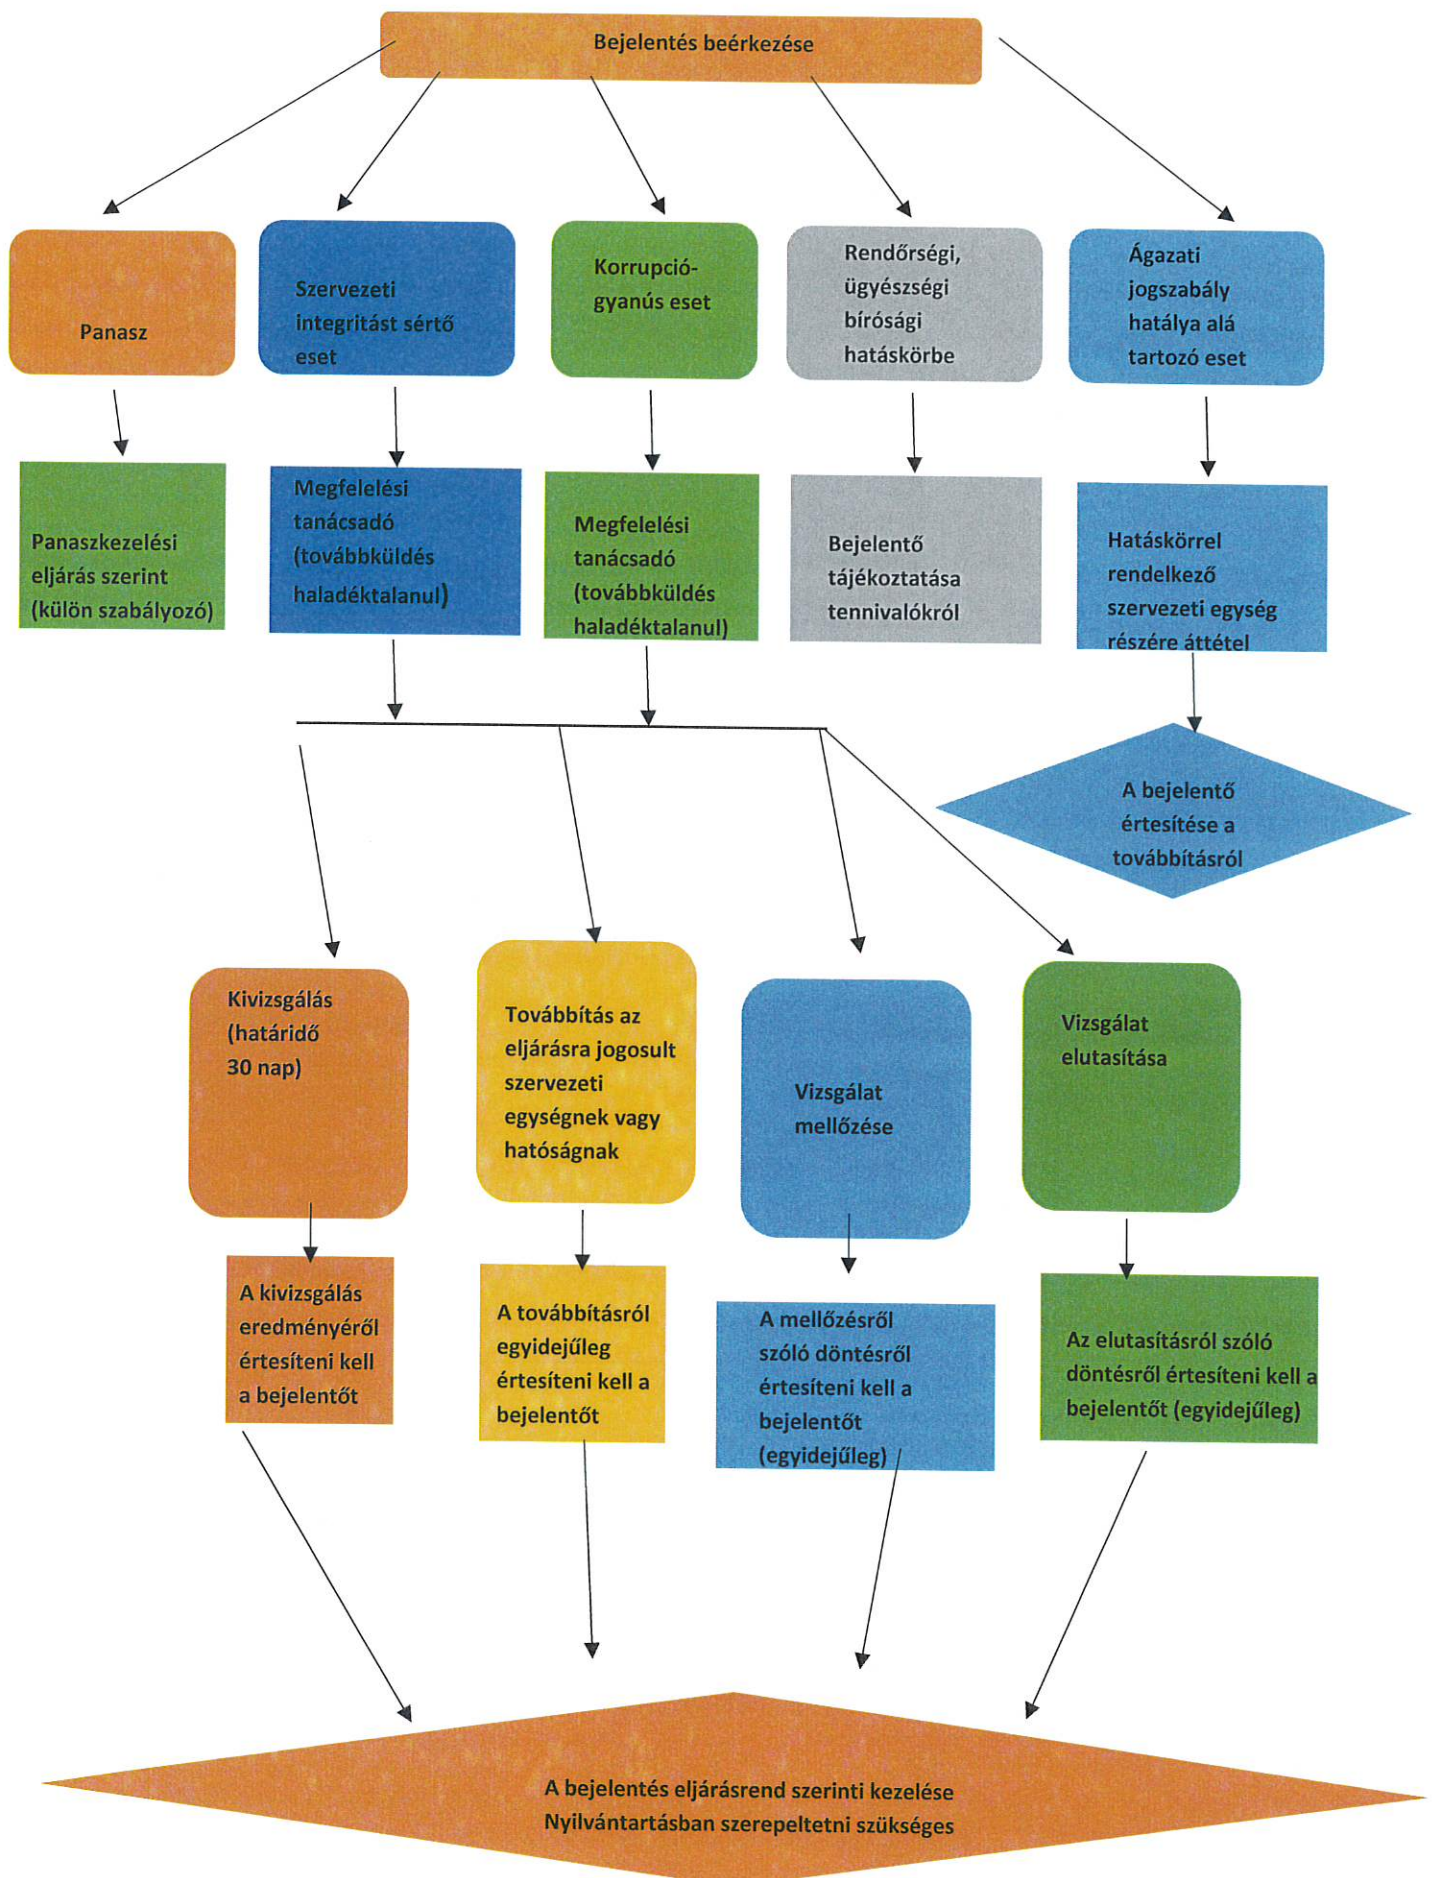 Bejelentés beérkezése
Panasz
Szervezeti
integritást sértő
eset
Korrupció-
gyanús eset
Rendőrségi,
ügyészségi
bírósági
hatáskörbe
Ágazati
jogszabály
hatálya alá
tartozó eset
Panaszkezelési
eljárás szerint
(külön szabályozó)
Megfelelési
tanácsadó
(továbbküldés
haladéktalanul)
Megfelelési
tanácsadó
(továbbküldés
haladéktalanul)
Bejelentő
tájékoztatása
tennivalókról
Hatáskörrel
rendelkező
szervezeti egység
részére áttétel
A bejelentő
értesítése a
továbbításról
Kivizsgálás
(határidő
30 nap)
Továbbítás az
eljárásra jogosult
szervezeti
egységnek vagy
hatóságnak
Vizsgálat
mellőzése
Vizsgálat
elutasítása
A kivizsgálás
eredményéről
értesíteni kell
a bejelentőt
A továbbításról
egyidejűleg
értesíteni kell a
bejelentőt
A mellőzésről
szóló döntésről
értesíteni kell a
bejelentőt
(egyidejűleg)
Az elutasításról szóló
döntésről értesíteni kell a
bejelentőt (egyidejűleg)
A bejelentés eljárásrend szerinti kezelése
Nyilvántartásban szerepeltetni szükséges